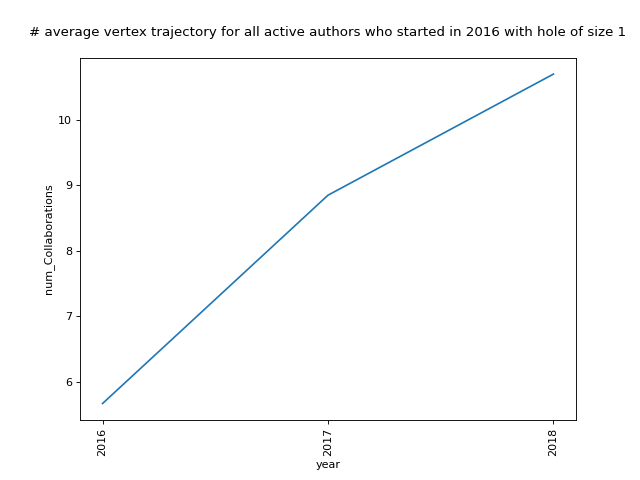 # average vertex trajectory for all active authors who started in 2016 with hole of size 1
10
9
8
7
6
num_Collaborations
2016
2017
2018
year